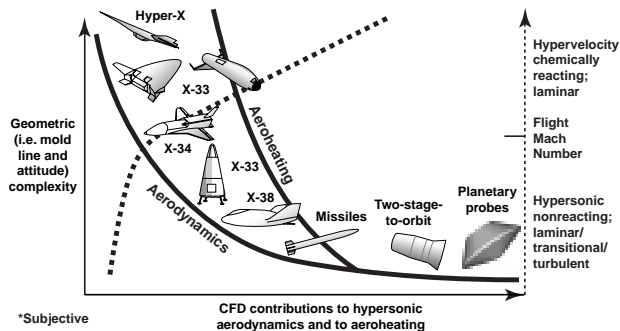 Hyper-X
X-33
X-34
X-33
X-38
Aeroheating
Aerodynamics
Missiles
Two-stage-
to-orbit
Planetary
probes
Geometric
(i.e. mold
line and
attitude)
complexity
Hypervelocity
chemically
reacting;
laminar
Flight
Mach
Number
Hypersonic
nonreacting;
laminar/
transitional/
turbulent
CFD contributions to hypersonic
aerodynamics and to aeroheating
*Subjective